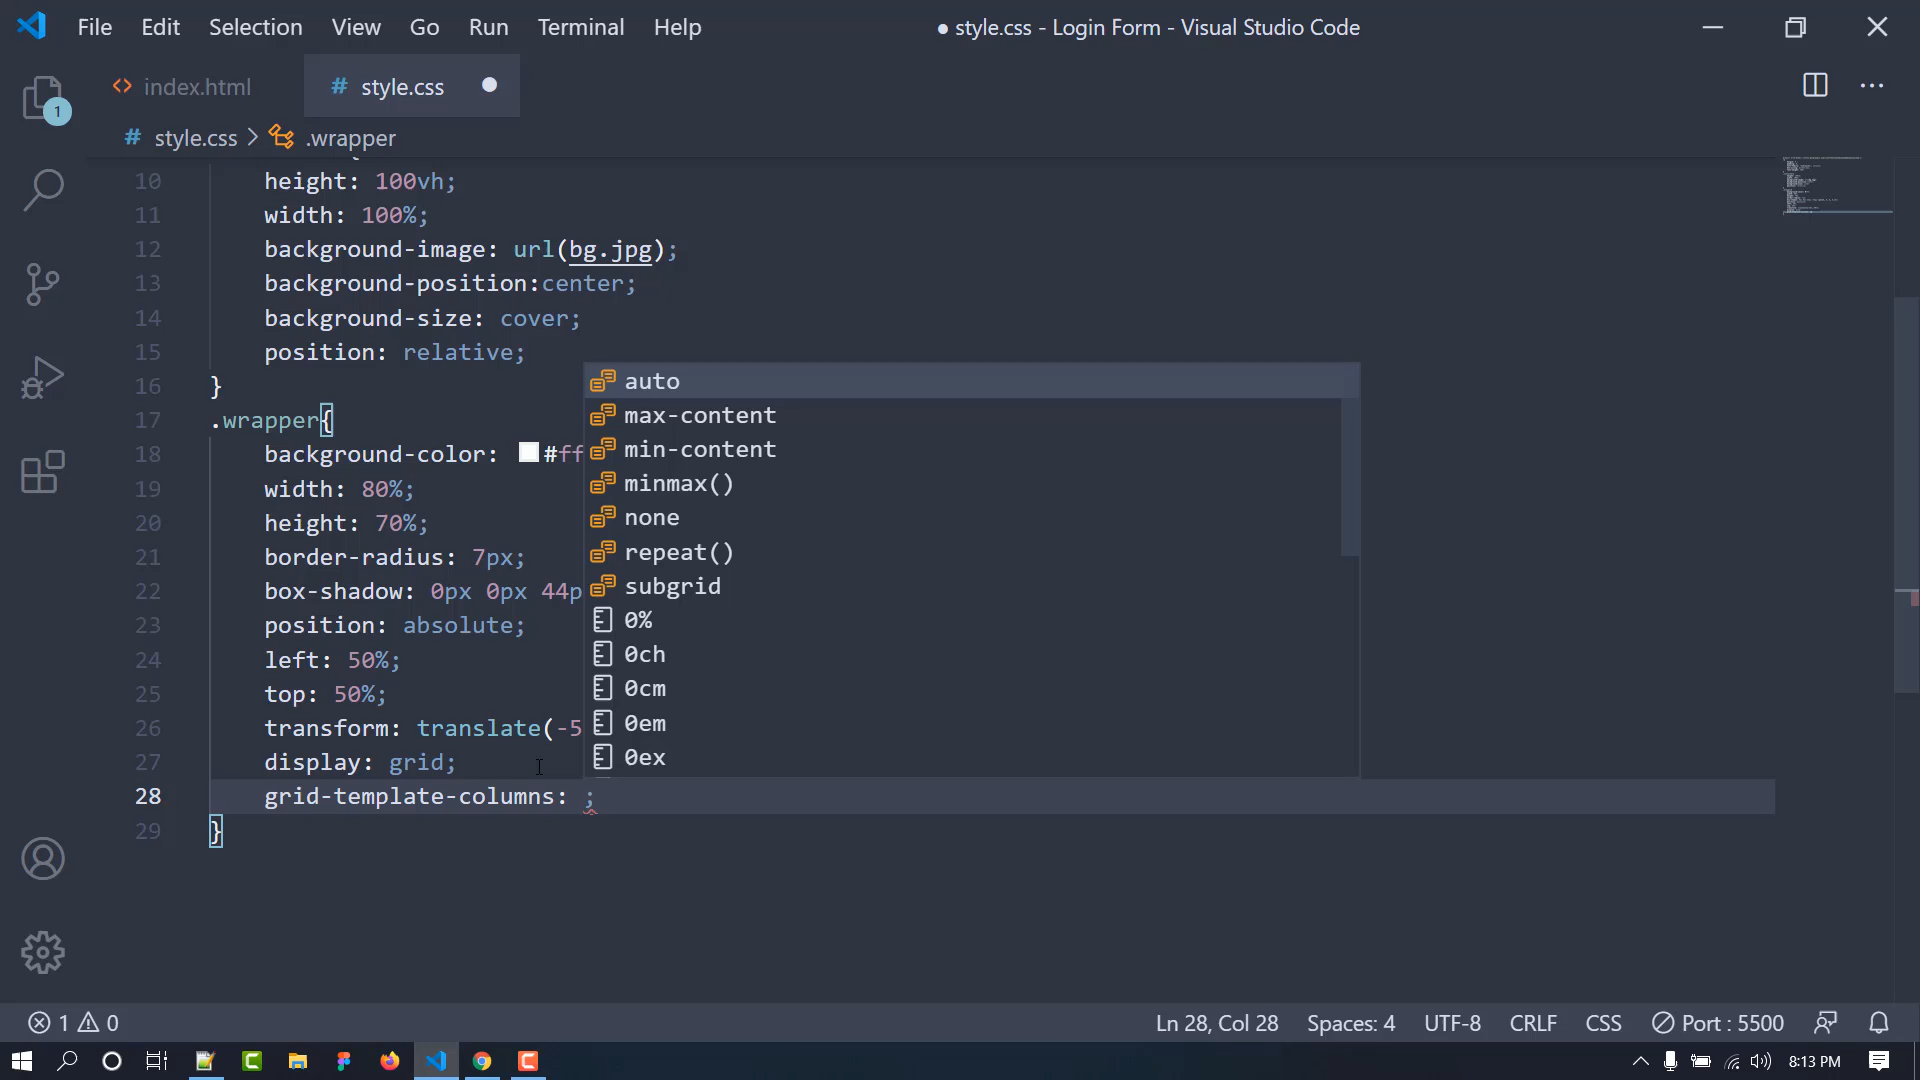 File Edit Selection View Go Run Terminal Help
● style.css - Login Form - Visual Studio Code
<> index.html
# style.css
1
# style.css > .wrapper
10 height: 100vh;
11 width: 100%;
12 background-image: url(bg.jpg);
13 background-position:center;
14 background-size: cover;
15 position: relative;
16 }
17 .wrapper{
18 background-color: #ff
19 width: 80%;
20 height: 70%;
21 border-radius: 7px;
22 box-shadow: 0px 0px 44p
23 position: absolute;
24 left: 50%;
25 top: 50%;
26 transform: translate(-5
27 display: grid;
28 grid-template-columns: ;
29 }
auto
max-content
min-content
minmax()
none
repeat()
subgrid
0%
0ch
0cm
0em
0ex
1 0
Ln 28, Col 28 Spaces: 4 UTF-8 CRLF CSS Port : 5500
8:13 PM